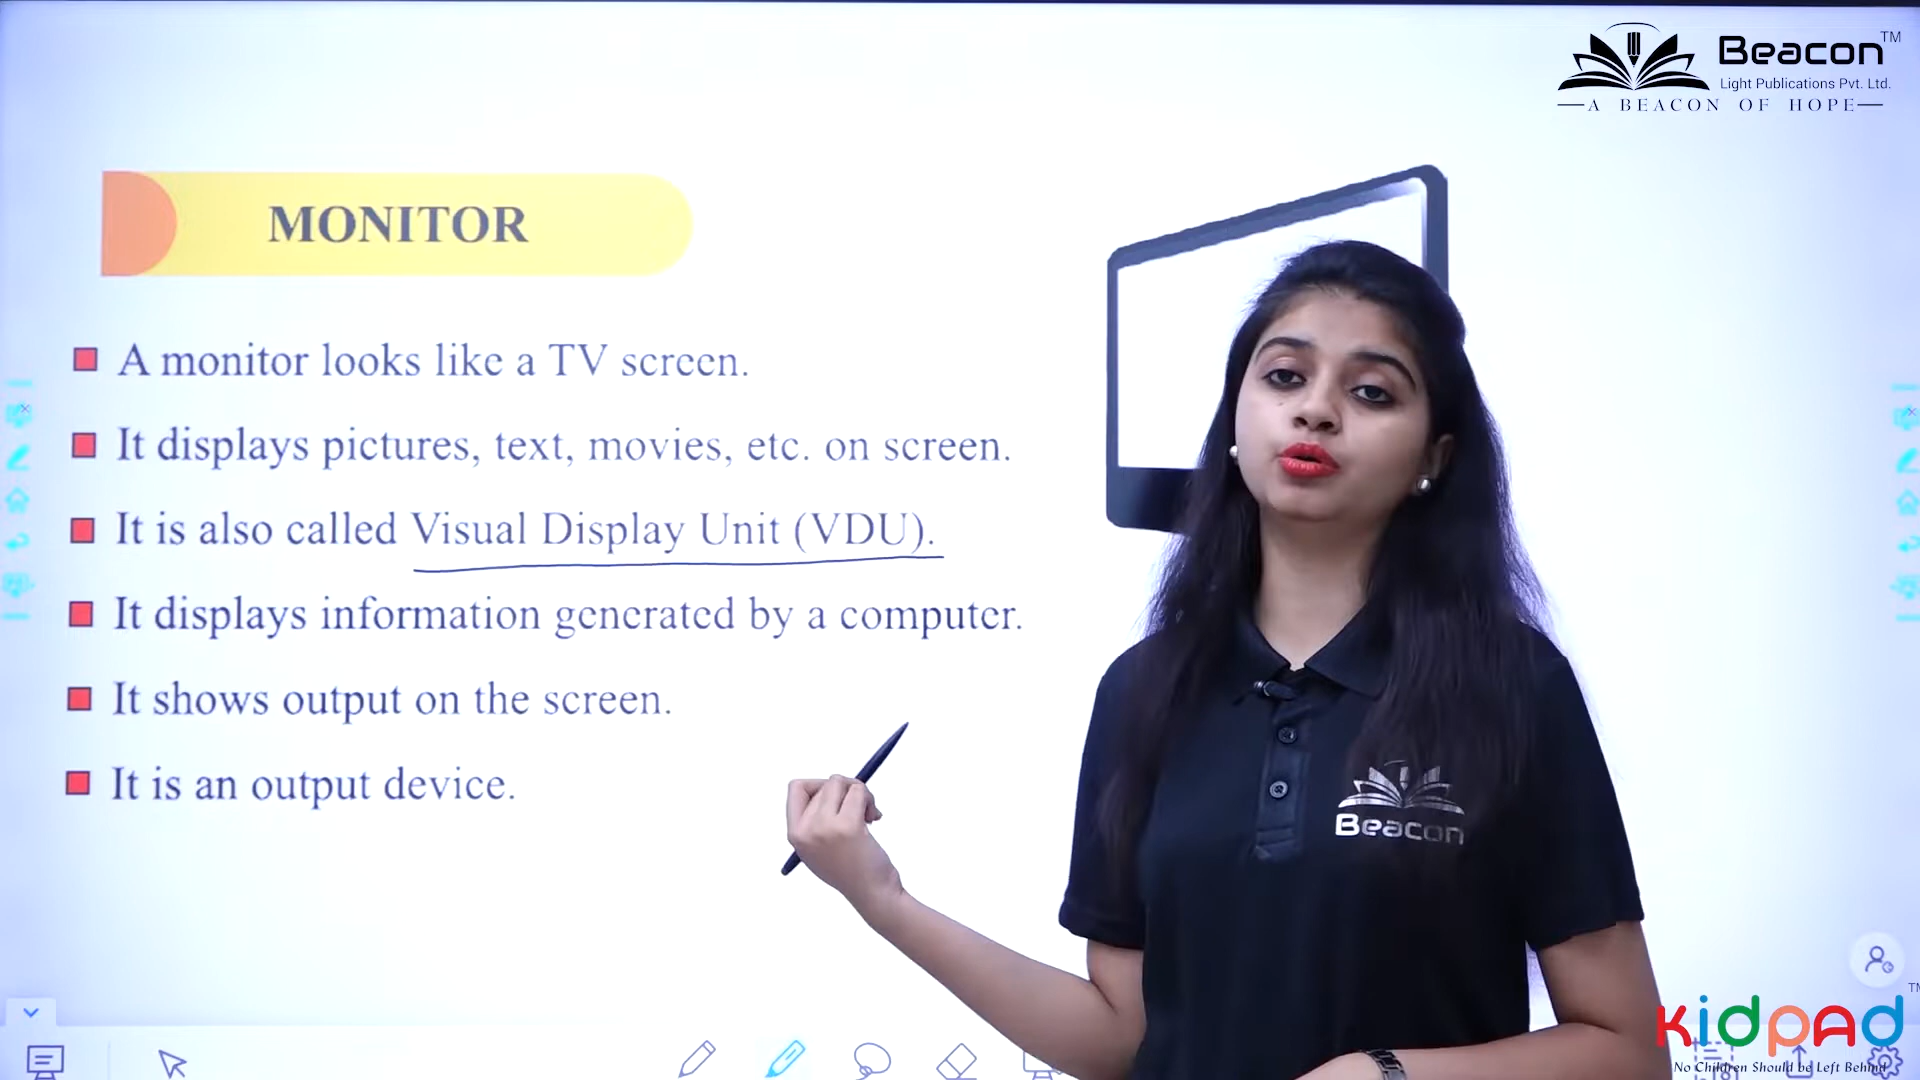 Beacon™
Light Publications Pvt. Ltd.
A BEACON OF HOPE
MONITOR
A monitor looks like a TV screen.
It displays pictures, text, movies, etc. on screen.
It is also called Visual Display Unit (VDU).
It displays information generated by a computer.
It shows output on the screen.
It is an output device.
Beacon
TM
kidpad
No Children Should be Left Behind